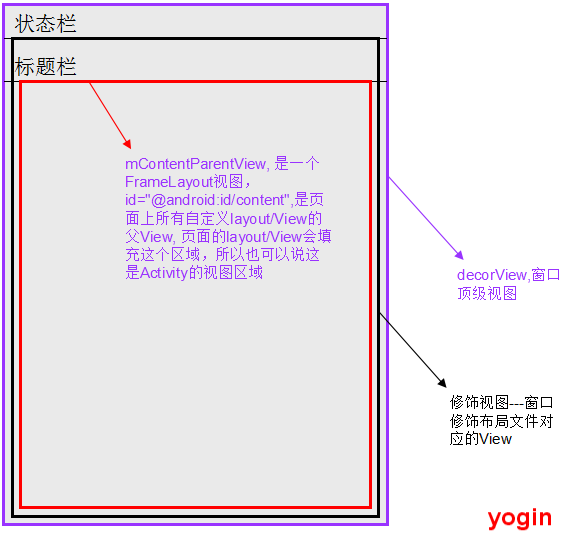 状态栏
标题栏
mContentParentView, 是一个
FrameLayout视图，
id="@android:id/content",是页
面上所有自定义layout/View的
父View, 页面的layout/View会填
充这个区域，所以也可以说这
是Activity的视图区域
decorView,窗口
顶级视图
修饰视图---窗口
修饰布局文件对
应的View
yogin